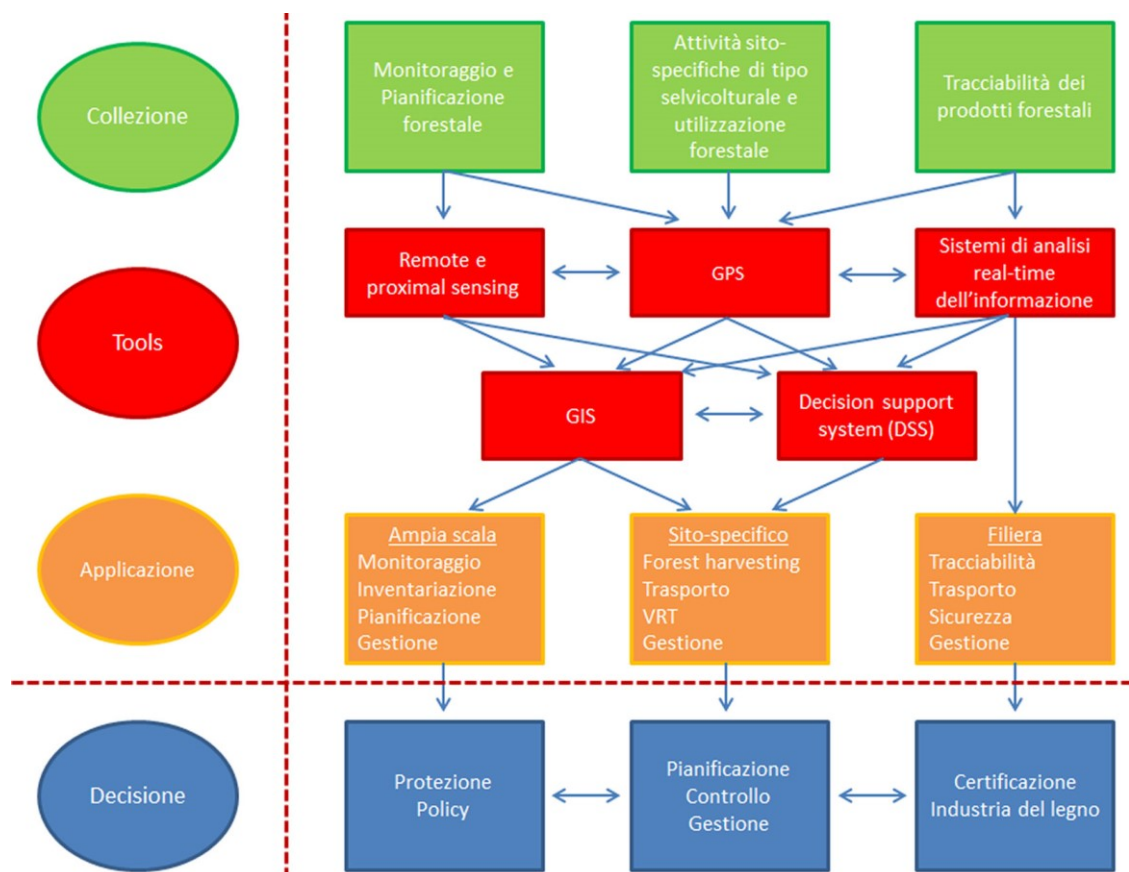 Collezione
Monitoraggio e
Pianificazione
forestale
Attività sito-
specifiche di tipo
selvicolturale e
utilizzazione
forestale
Tracciabilità dei
prodotti forestali
Tools
Remote e
proximal sensing
GPS
Sistemi di analisi
real-time
dell'informazione
GIS
Decision support
system (DSS)
Applicazione
Ampia scala
Monitoraggio
Inventariazione
Pianificazione
Gestione
Sito-specifico
Forest harvesting
Trasporto
VRT
Gestione
Filiera
Tracciabilità
Trasporto
Sicurezza
Gestione
Decisione
Protezione
Policy
Pianificazione
Controllo
Gestione
Certificazione
Industria del legno